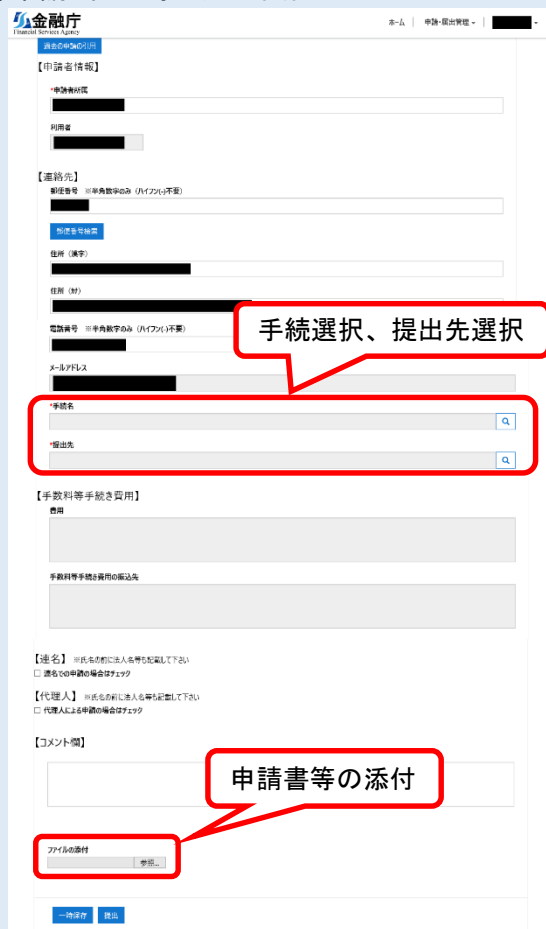 金融庁
Financial Services Agency
ホーム | 申請・届出管理 |
過去の申請の引用
【申請者情報】
*申請者所属
利用者
【連絡先】
郵便番号 ※半角数字のみ（ハイフン(-)不要）
郵便番号検索
住所（漢字）
住所（ｶﾅ）
電話番号 ※半角数字のみ（ハイフン(-)不要）
手続選択、提出先選択
メールアドレス
*手続名
*提出先
【手数料等手続き費用】
費用
手数料等手続き費用の振込先
【連名】 ※氏名の前に法人名等も記載して下さい
連名での申請の場合はチェック
【代理人】 ※氏名の前に法人名等も記載して下さい
代理人による申請の場合はチェック
【コメント欄】
申請書等の添付
ファイルの添付
参照...
一時保存 提出